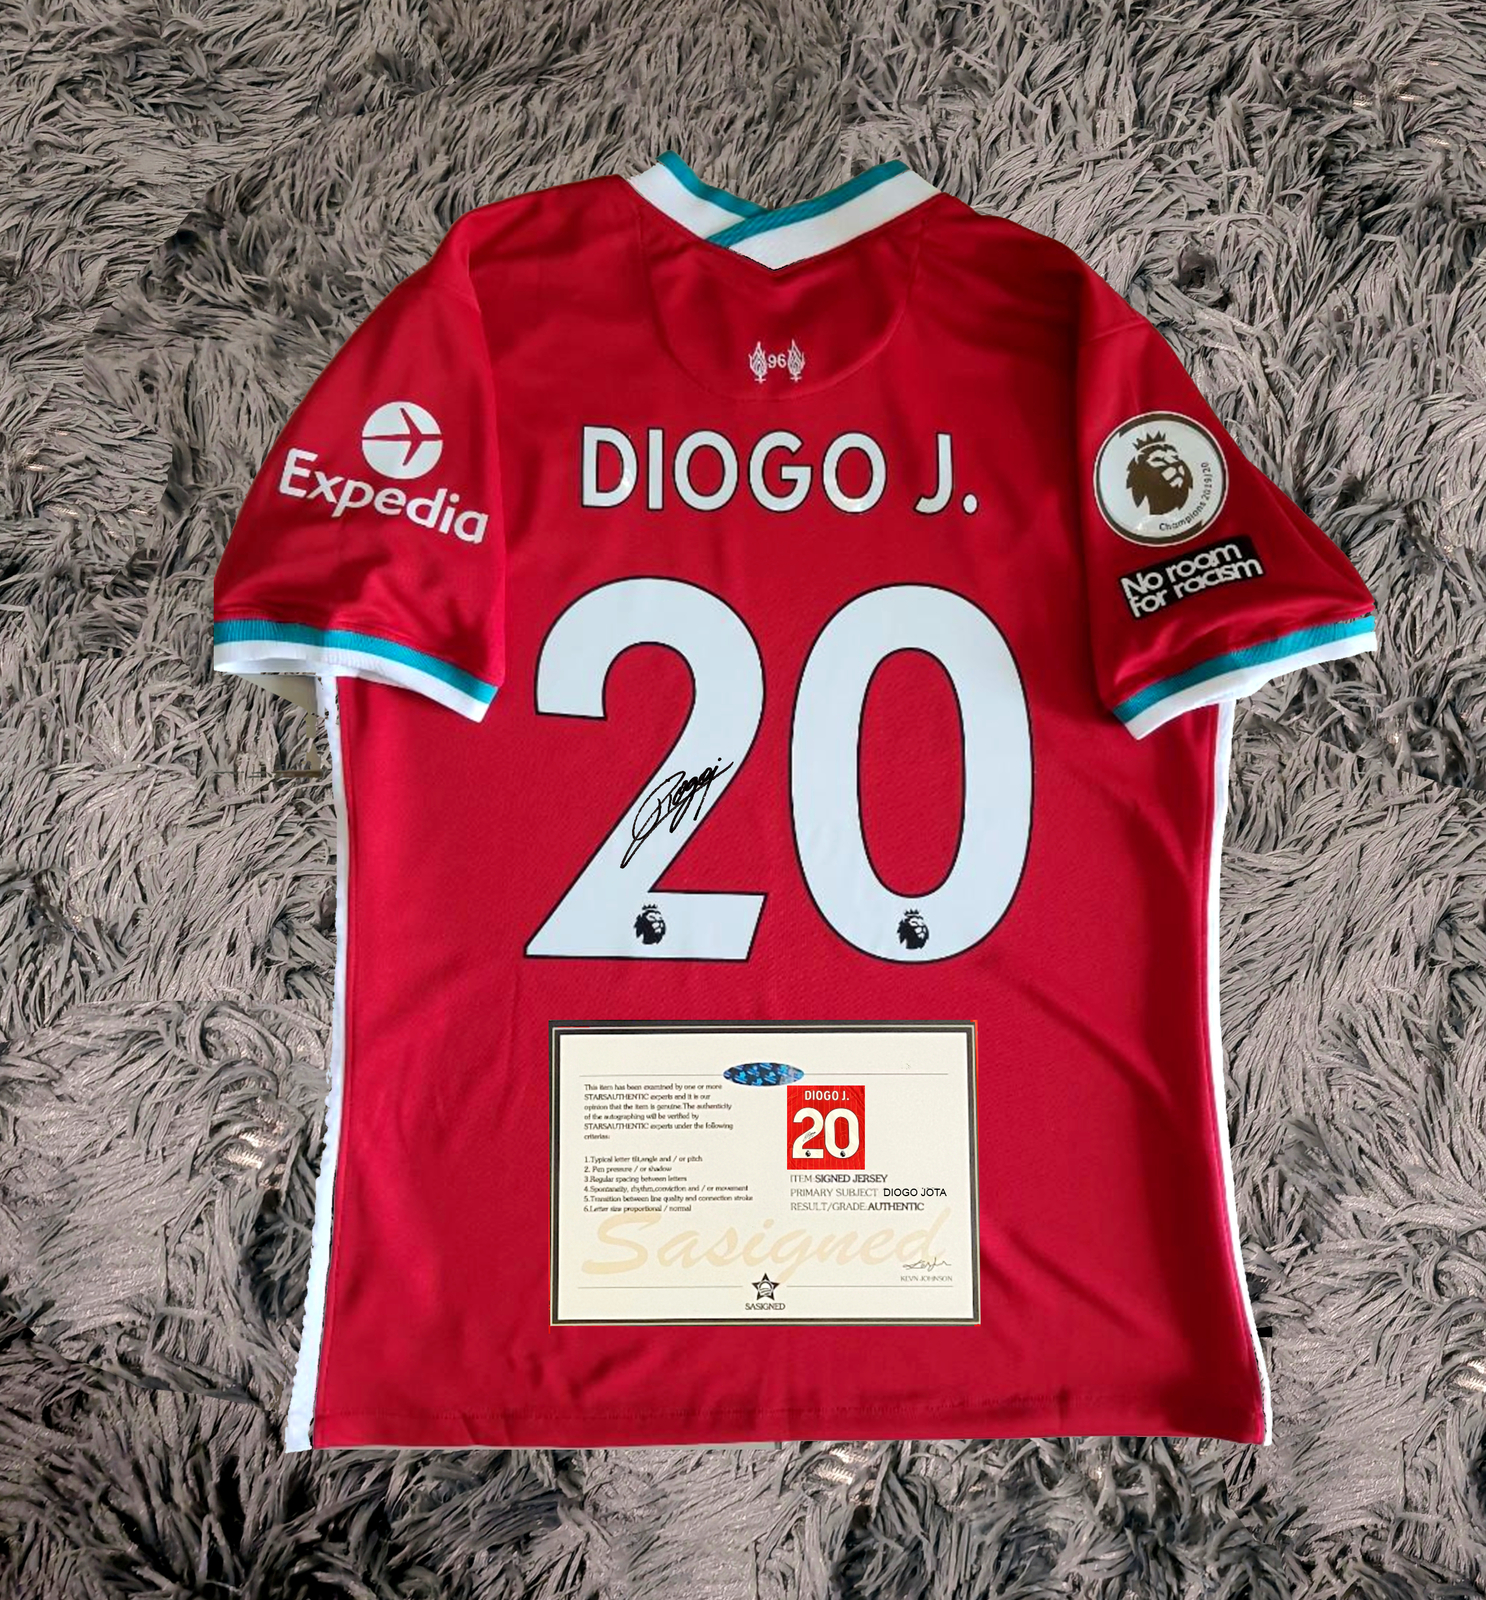 96
DIOGO J.
Expedia
Champions 2019/20
No room
for racism
20
This item has been examined by one or more
STARSAUTHENTIC experts and it is our
opinion that the item is genuine.The authenticity
of the autographing will be verified by
STARSAUTHENTIC experts under the following
criterias:
1.Typical letter tilt,angle and / or pitch
2. Pen pressure / or shadow
3.Regular spacing between letters
4.Spontaneity, rhythm,conviction and / or movement
5.Transition between line quality and connection stroke
6.Letter size proportional / normal
DIOGO J.
20
ITEM SIGNED JERSEY
PRIMARY SUBJECT DIOGO JOTA
RESULT/GRADE.AUTHENTIC
Sasigned
KEVN JOHNSON
SASIGNED